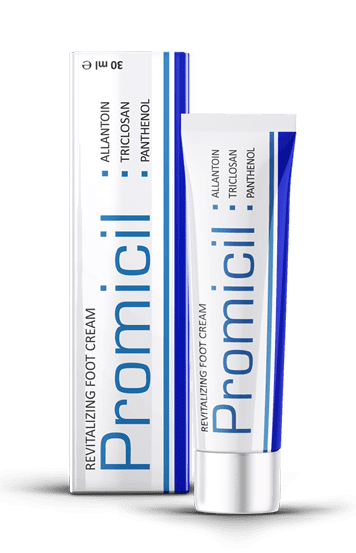 REVITALIZING FOOT CREAM
Promicil
ALLANTOIN
TRICLOSAN
PANTHENOL
30 ml ℮
REVITALIZING FOOT CREAM
Promicil
ALLANTOIN
TRICLOSAN
PANTHENOL